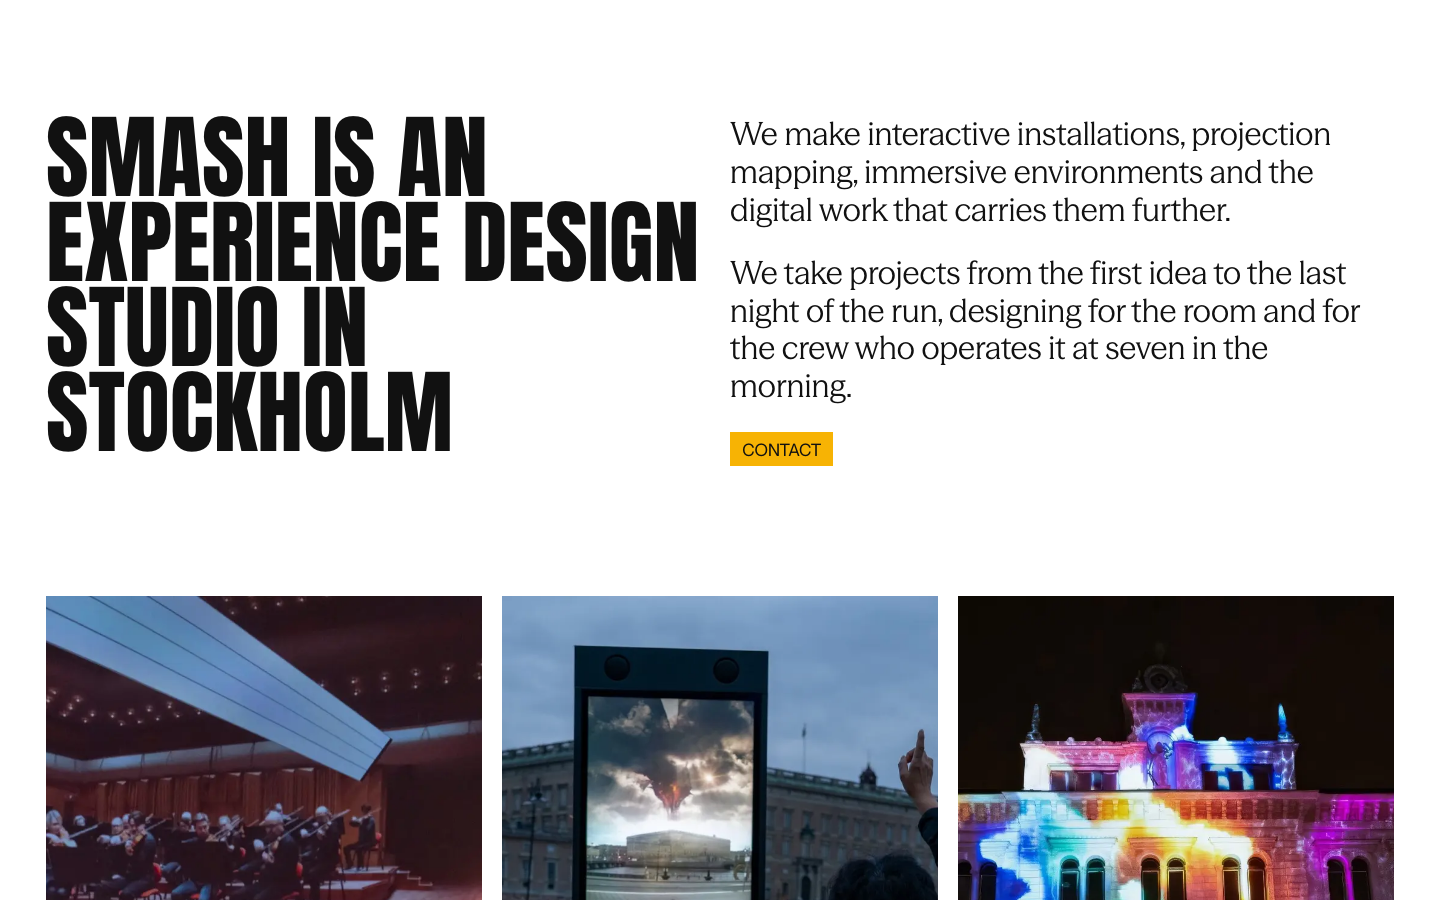 SMASH IS AN
EXPERIENCE DESIGN
STUDIO IN
STOCKHOLM
We make interactive installations, projection
mapping, immersive environments and the
digital work that carries them further.
We take projects from the first idea to the last
night of the run, designing for the room and for
the crew who operates it at seven in the
morning.
CONTACT